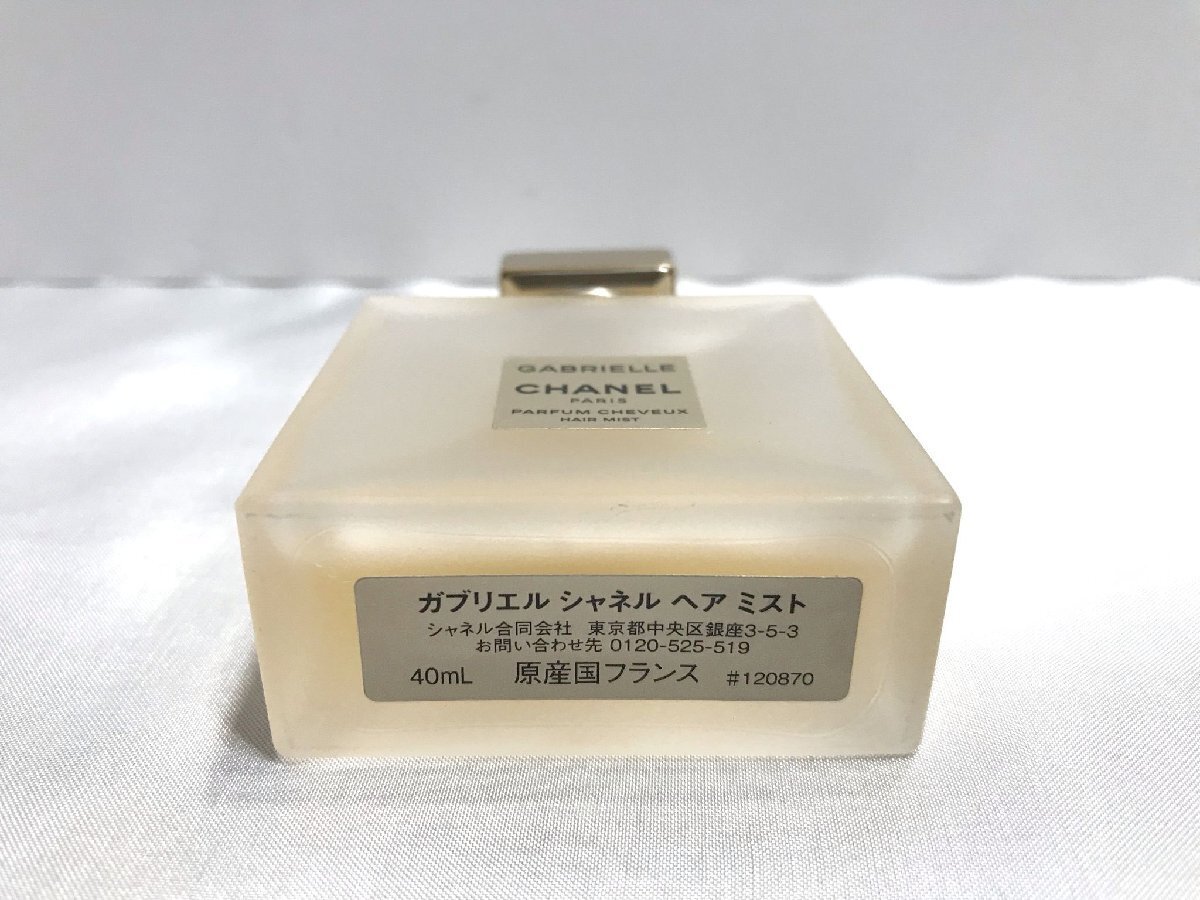 GABRIELLE
CHANEL
PARIS
PARFUM CHEVEUX
HAIR MIST
ガブリエル シャネル ヘア ミスト
シャネル合同会社 東京都中央区銀座3-5-3
お問い合わせ先 0120-525-519
40mL 原産国フランス #120870